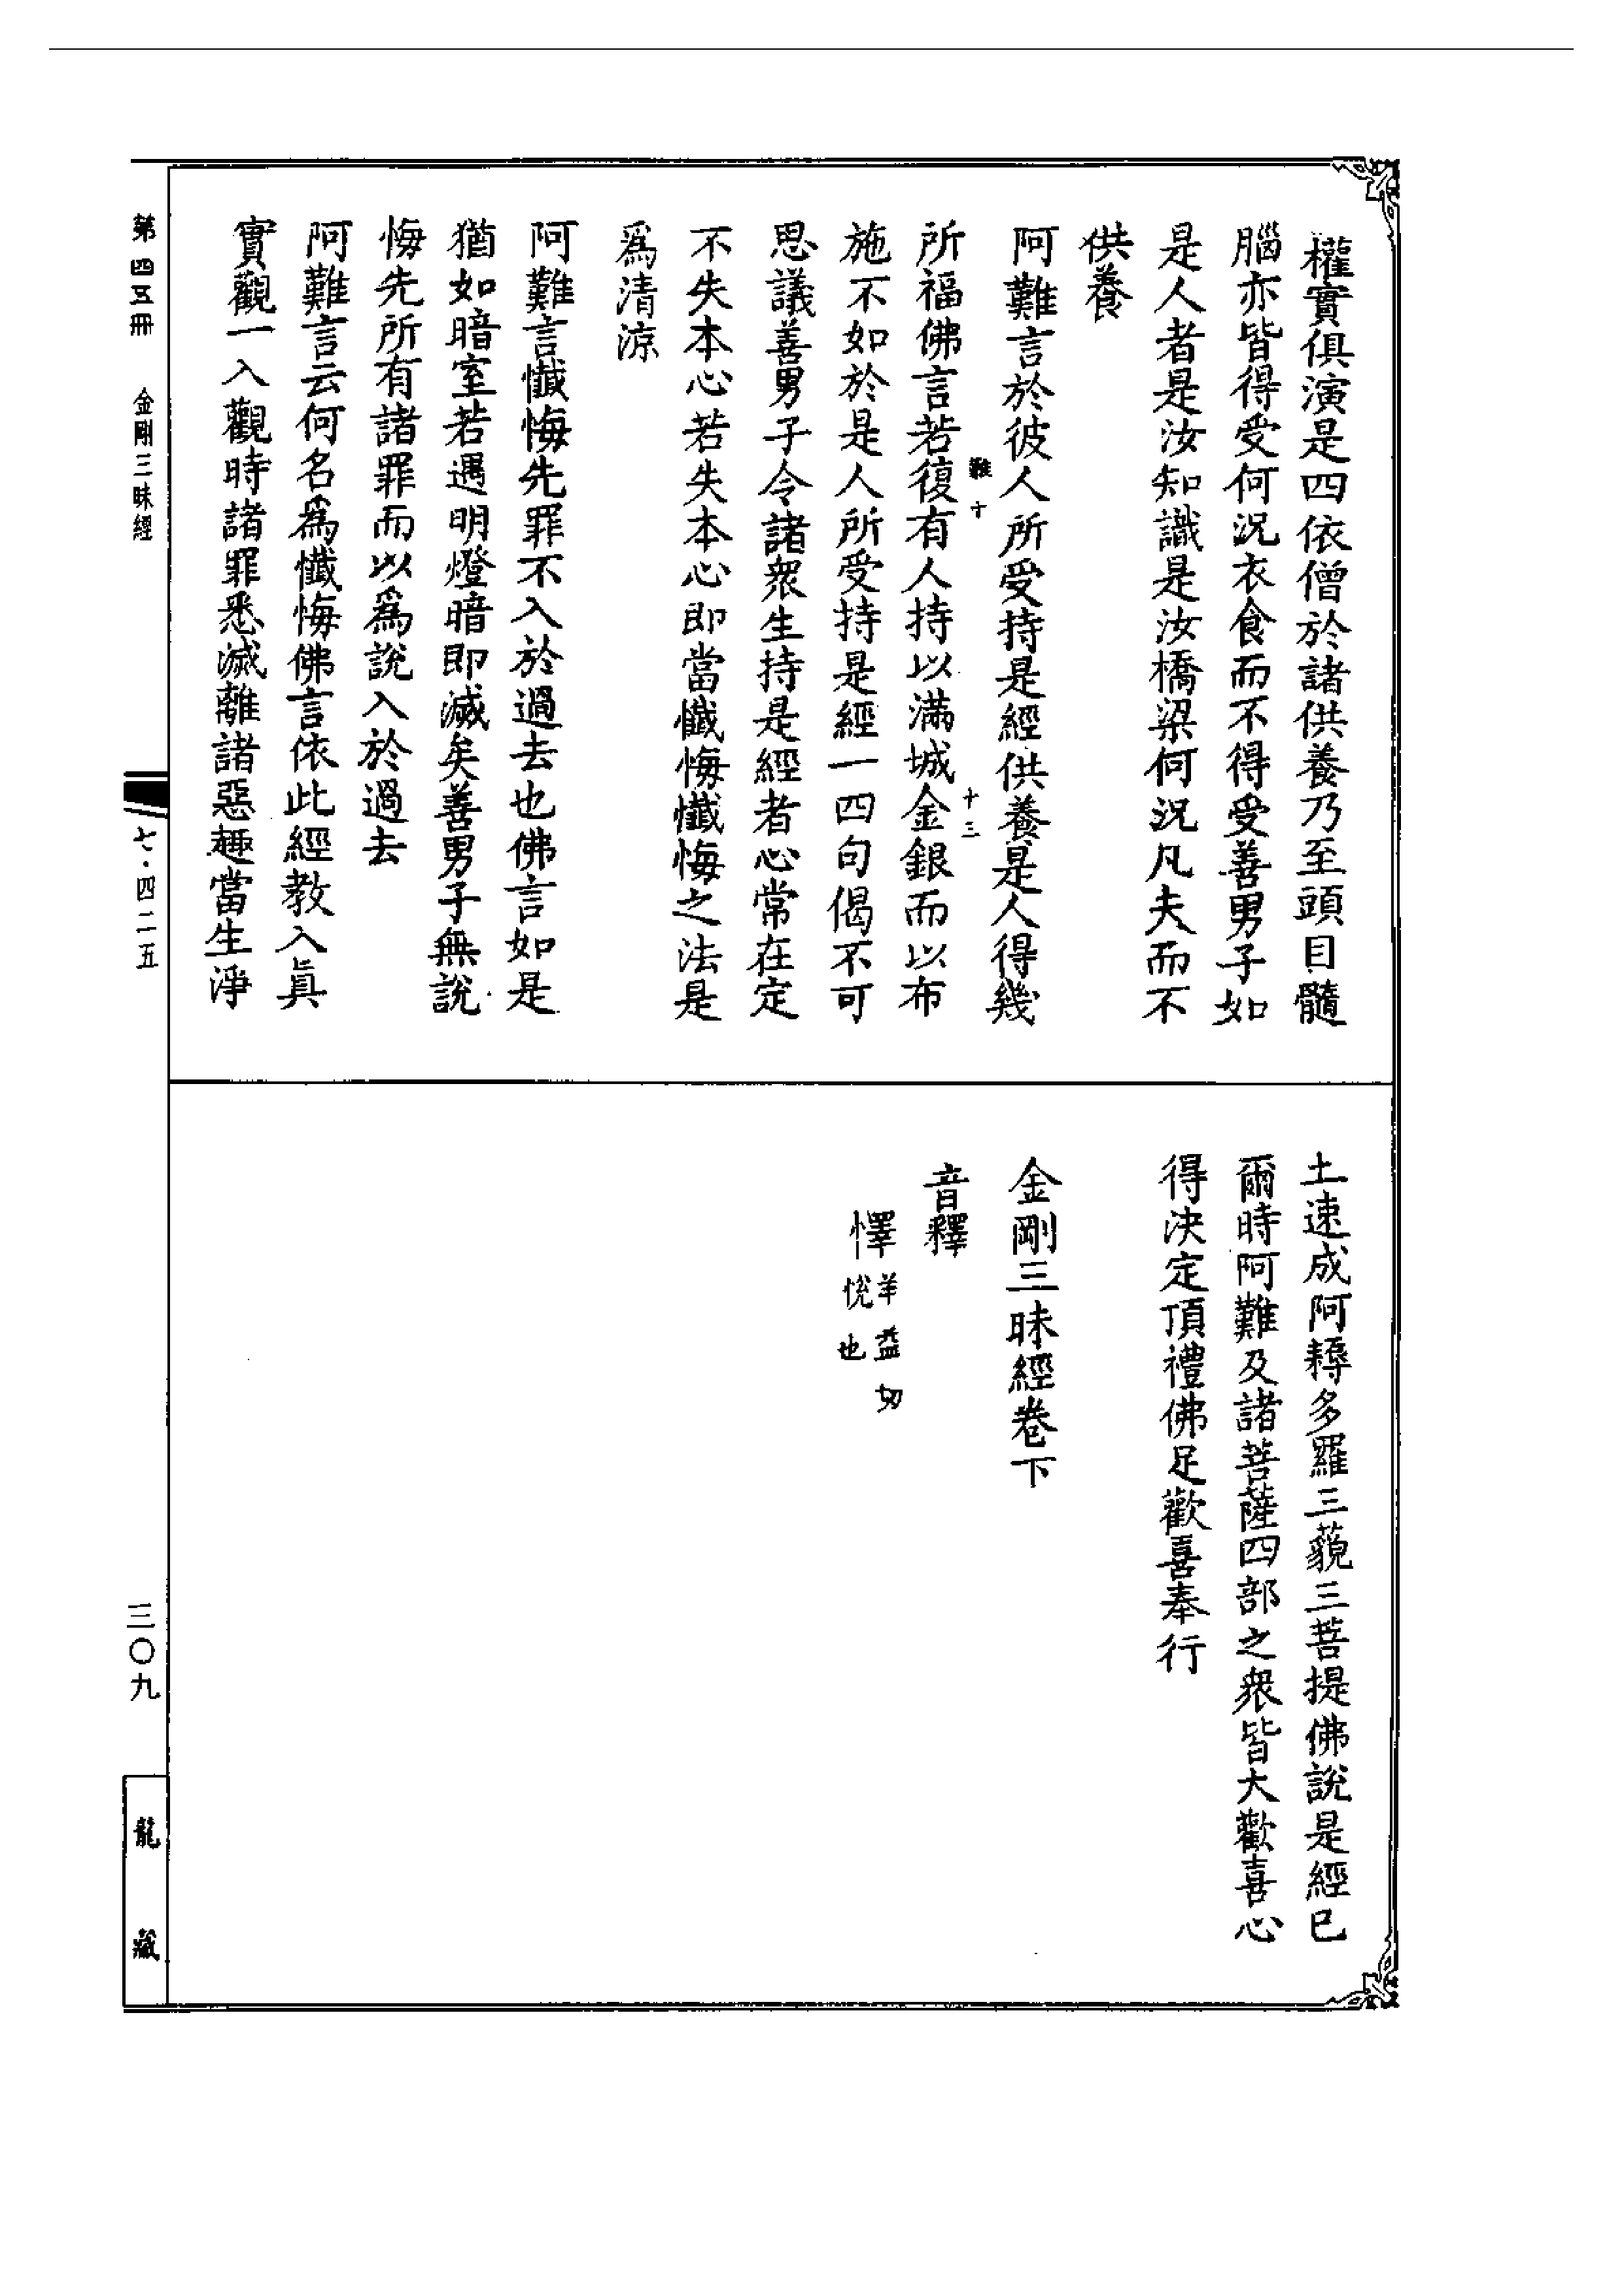 權實俱演是四依僧於諸供養乃至頭目髓
腦亦皆得受何況衣食而不得受善男子如
是人者是汝知識是汝橋梁何況凡夫而不
供養
阿難言於彼人所受持是經供養是人得幾
難十
十三
所福佛言若復有人持以滿城金銀而以布
施不如於是人所受持是經一四句偈不可
思議善男子令諸衆生持是經者心常在定
不失本心若失本心即當懺悔懺悔之法是
爲清涼
阿難言懺悔先罪不入於過去也佛言如是
猶如暗室若遇明燈暗即滅矣善男子無說
悔先所有諸罪而以爲說入於過去
阿難言云何名爲懺悔佛言依此經教入眞
實觀一入觀時諸罪悉滅離諸惡趣當生淨
土速成阿耨多羅三藐三菩提佛說是經已
爾時阿難及諸菩薩四部之衆皆大歡喜心
得決定頂禮佛足歡喜奉行
金剛三昧經卷下
音釋
懌
羊益切
悅也
第四五冊 金剛三昧經
七·四二五
三〇九
龍藏